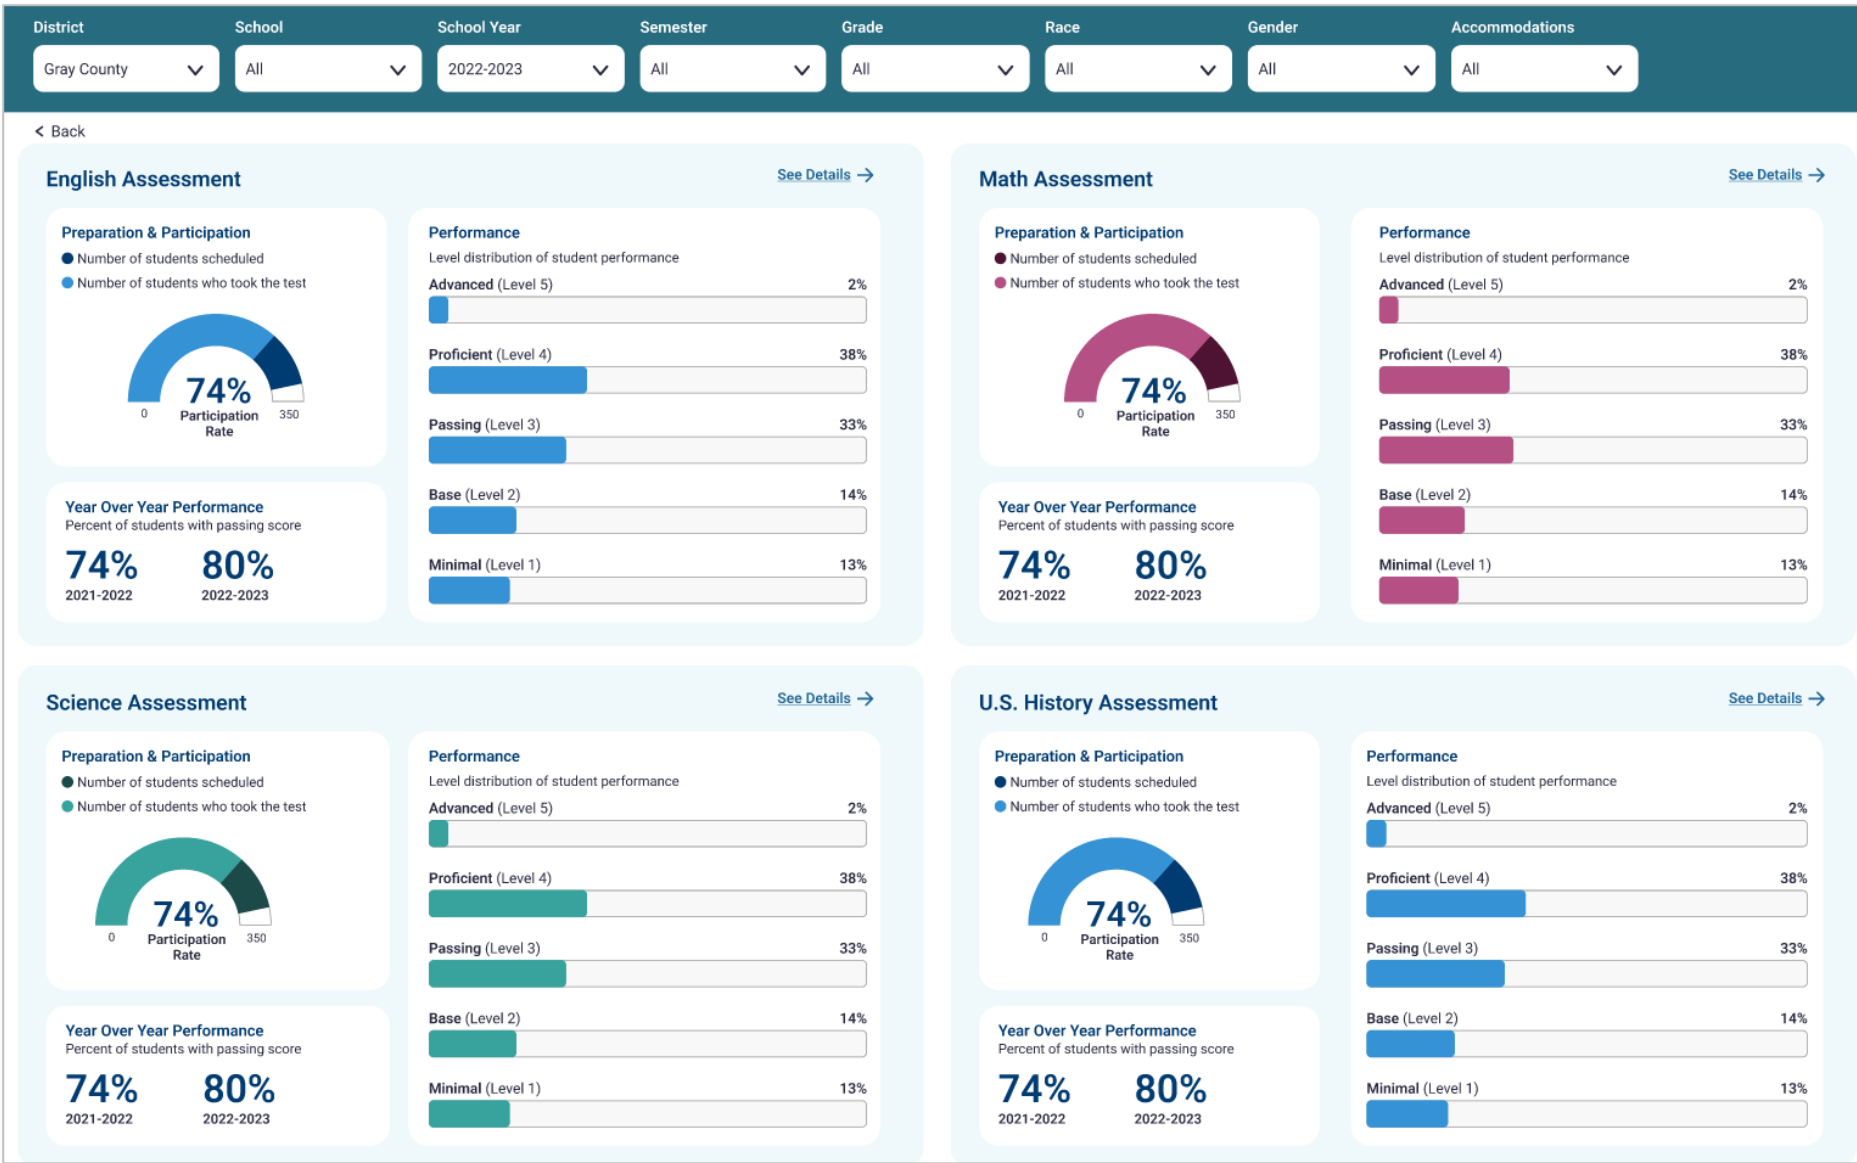 District School School Year Semester Grade Race Gender Accommodations
Gray County All 2022-2023 All All All All All
< Back
English Assessment
See Details →
Preparation & Participation
Number of students scheduled
Number of students who took the test
74%
0 Participation 350
Rate
Year Over Year Performance
Percent of students with passing score
74% 80%
2021-2022 2022-2023
Performance
Level distribution of student performance
Advanced (Level 5) 2%
Proficient (Level 4) 38%
Passing (Level 3) 33%
Base (Level 2) 14%
Minimal (Level 1) 13%
Math Assessment
See Details →
Preparation & Participation
Number of students scheduled
Number of students who took the test
74%
0 Participation 350
Rate
Year Over Year Performance
Percent of students with passing score
74% 80%
2021-2022 2022-2023
Performance
Level distribution of student performance
Advanced (Level 5) 2%
Proficient (Level 4) 38%
Passing (Level 3) 33%
Base (Level 2) 14%
Minimal (Level 1) 13%
Science Assessment
See Details →
Preparation & Participation
Number of students scheduled
Number of students who took the test
74%
0 Participation 350
Rate
Year Over Year Performance
Percent of students with passing score
74% 80%
2021-2022 2022-2023
Performance
Level distribution of student performance
Advanced (Level 5) 2%
Proficient (Level 4) 38%
Passing (Level 3) 33%
Base (Level 2) 14%
Minimal (Level 1) 13%
U.S. History Assessment
See Details →
Preparation & Participation
Number of students scheduled
Number of students who took the test
74%
0 Participation 350
Rate
Year Over Year Performance
Percent of students with passing score
74% 80%
2021-2022 2022-2023
Performance
Level distribution of student performance
Advanced (Level 5) 2%
Proficient (Level 4) 38%
Passing (Level 3) 33%
Base (Level 2) 14%
Minimal (Level 1) 13%